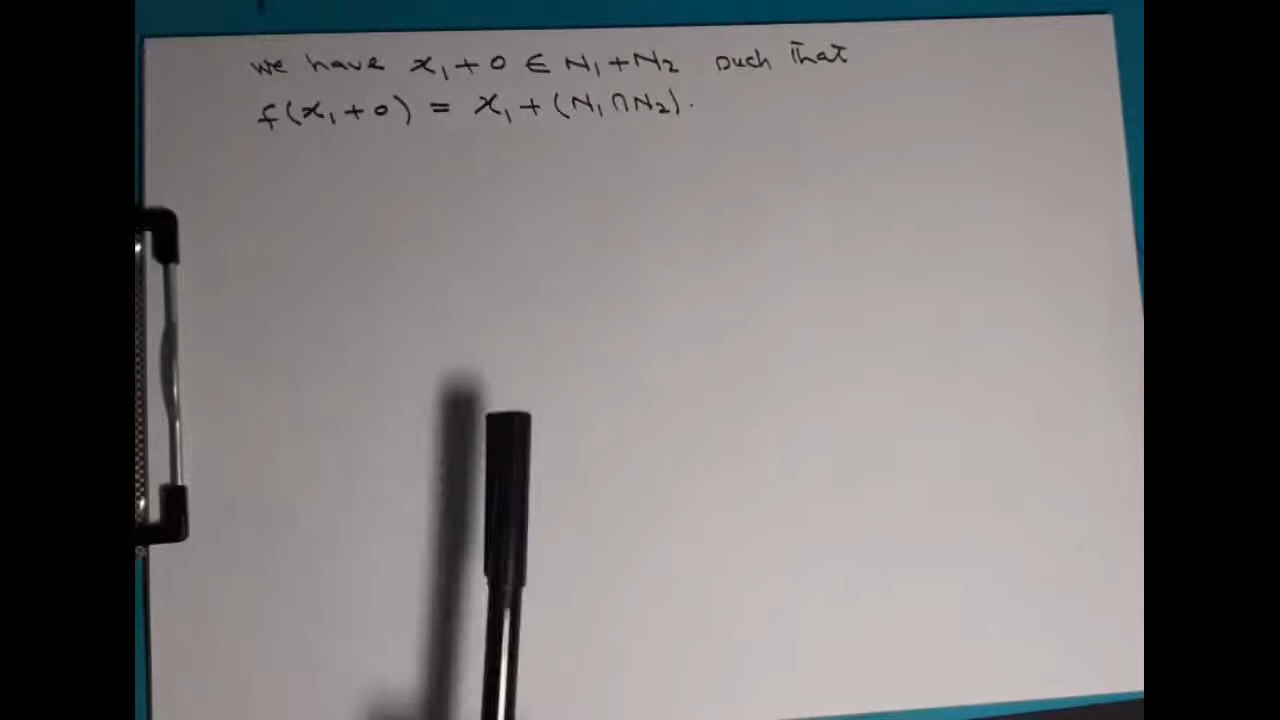 we have x₁+0 ∈ N₁+N₂ such that
f(x₁+0) = x₁+(N₁∩N₂).